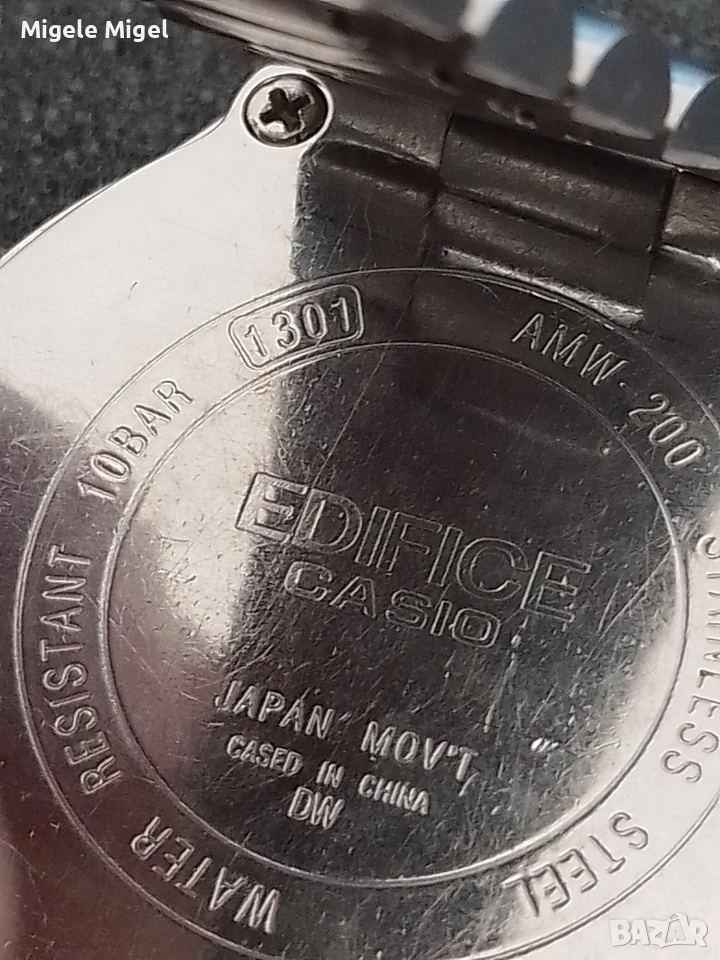 Migele Migel
1301
AMW-200
WATER RESISTANT 10BAR
STAINLESS STEEL
EDIFICE
CASIO
JAPAN MOV'T
CASED IN CHINA
DW
BAZAR